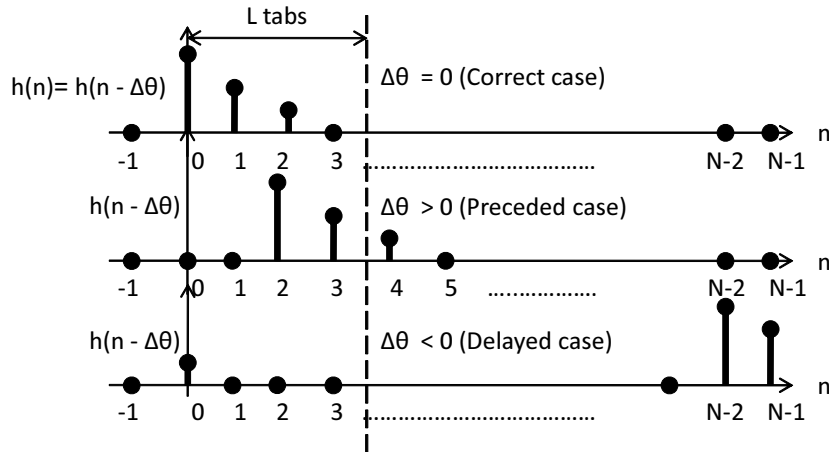 L tabs
h(n)= h(n - Δθ)
Δθ = 0 (Correct case)
n
-1 0 1 2 3 ........................................ N-2 N-1
h(n - Δθ)
Δθ > 0 (Preceded case)
n
-1 0 1 2 3 4 5 .................... N-2 N-1
h(n - Δθ)
Δθ < 0 (Delayed case)
n
-1 0 1 2 3 ........................................ N-2 N-1